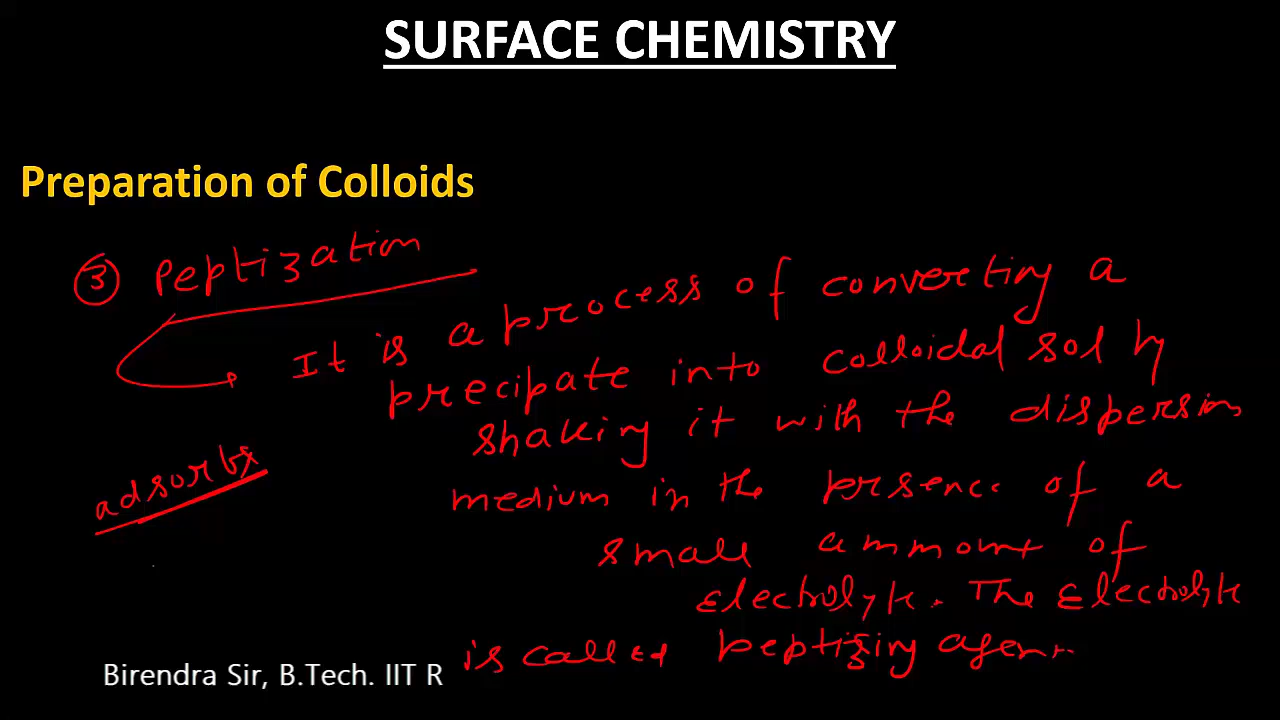 SURFACE CHEMISTRY
Preparation of Colloids
3 Peptization
It is a process of converting a
precipate into colloidal sol by
shaking it with the dispersion
medium in the prsence of a
small ammount of
Electrolyte. The Electrolyte
is called peptizing agent
adsorbs
Birendra Sir, B.Tech. IIT R